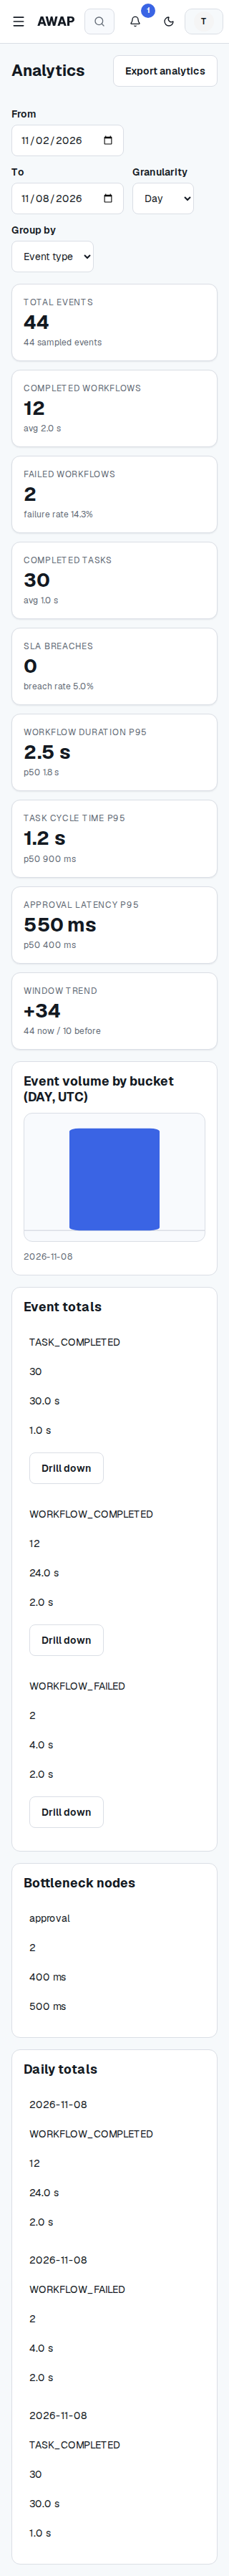 AWAP
1
T
Analytics
Export analytics
From
11/02/2026
To
Granularity
11/08/2026
Day
Group by
Event type
TOTAL EVENTS
44
44 sampled events
COMPLETED WORKFLOWS
12
avg 2.0 s
FAILED WORKFLOWS
2
failure rate 14.3%
COMPLETED TASKS
30
avg 1.0 s
SLA BREACHES
0
breach rate 5.0%
WORKFLOW DURATION P95
2.5 s
p50 1.8 s
TASK CYCLE TIME P95
1.2 s
p50 900 ms
APPROVAL LATENCY P95
550 ms
p50 400 ms
WINDOW TREND
+34
44 now / 10 before
Event volume by bucket
(DAY, UTC)
2026-11-08
Event totals
TASK_COMPLETED
30
30.0 s
1.0 s
Drill down
WORKFLOW_COMPLETED
12
24.0 s
2.0 s
Drill down
WORKFLOW_FAILED
2
4.0 s
2.0 s
Drill down
Bottleneck nodes
approval
2
400 ms
500 ms
Daily totals
2026-11-08
WORKFLOW_COMPLETED
12
24.0 s
2.0 s
2026-11-08
WORKFLOW_FAILED
2
4.0 s
2.0 s
2026-11-08
TASK_COMPLETED
30
30.0 s
1.0 s